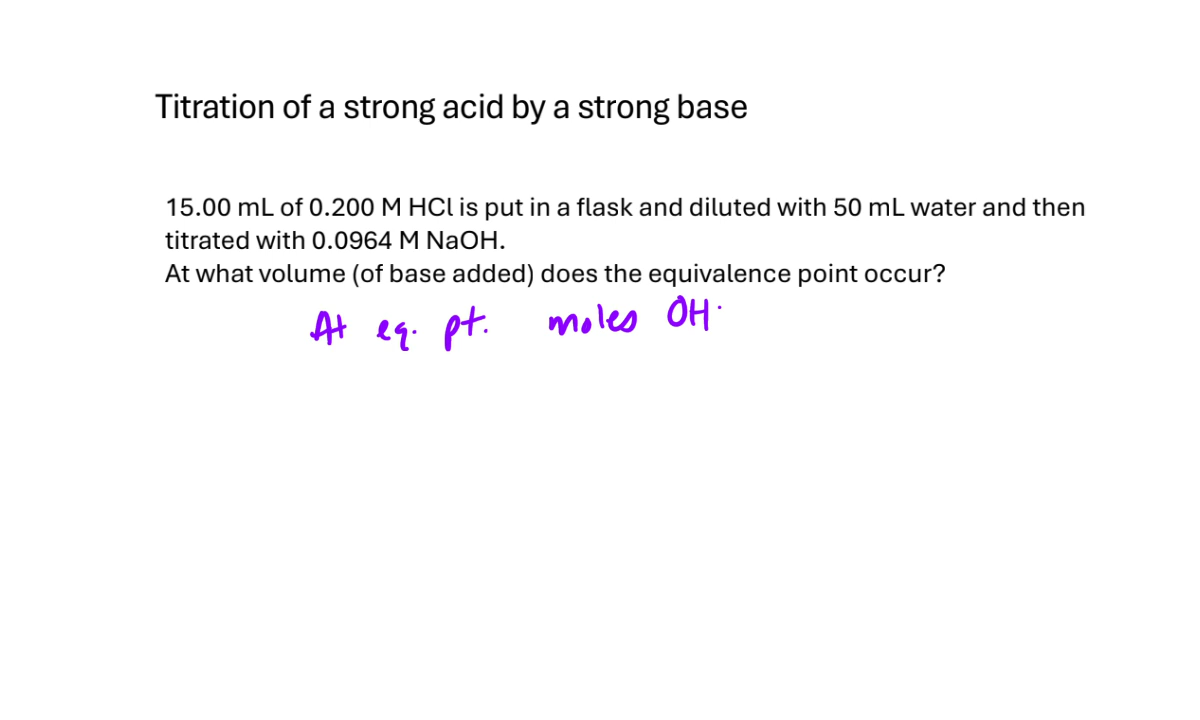 Titration of a strong acid by a strong base
15.00 mL of 0.200 M HCl is put in a flask and diluted with 50 mL water and then
titrated with 0.0964 M NaOH.
At what volume (of base added) does the equivalence point occur?
At eq. pt. moles OH-